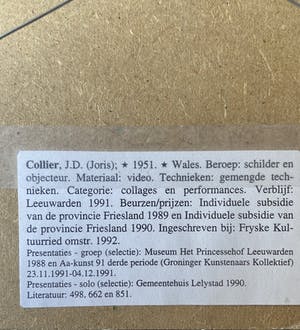 Collier, J.D. (Joris); ★ 1951. ★ Wales. Beroep: schilder en
objecteur. Materiaal: video. Technieken: gemengde tech-
nieken. Categorie: collages en performances. Verblijf:
Leeuwarden 1991. Beurzen/prijzen: Individuele subsidie
van de provincie Friesland 1989 en Individuele subsidie van
de provincie Friesland 1990. Ingeschreven bij: Fryske Kul-
tuurried omstr. 1992.
Presentaties - groep (selectie): Museum Het Princessehof Leeuwarden
1988 en Aa-kunst 91 derde periode (Groninger Kunstenaars Kollektief)
23.11.1991-04.12.1991.
Presentaties - solo (selectie): Gemeentehuis Lelystad 1990.
Literatuur: 498, 662 en 851.